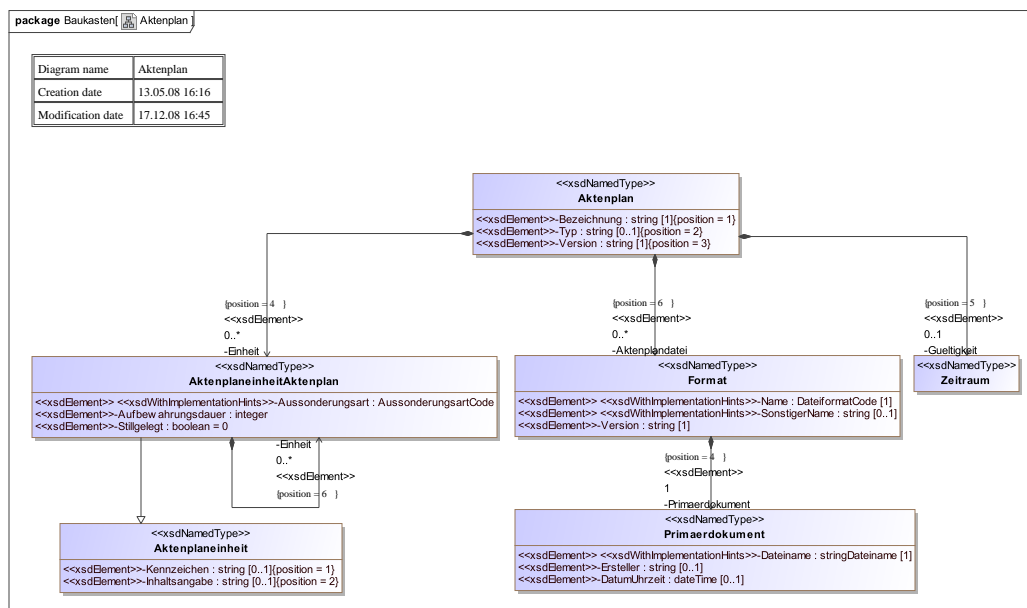 package Baukasten[ Aktenplan ]
Diagram name Aktenplan
Creation date 13.05.08 16:16
Modification date 17.12.08 16:45
<<xsdNamedType>>
Aktenplan
<<xsdElement>>-Bezeichnung : string [1]{position = 1}
<<xsdElement>>-Typ : string [0..1]{position = 2}
<<xsdElement>>-Version : string [1]{position = 3}
{position = 4 }
<<xsdElement>>
0..*
-Einheit
{position = 6 }
<<xsdElement>>
0..*
-Aktenplandatei
{position = 5 }
<<xsdElement>>
0..1
-Gueltigkeit
<<xsdNamedType>>
AktenplaneinheitAktenplan
<<xsdElement>> <<xsdWithImplementationHints>>-Aussonderungsart : AussonderungsartCode
<<xsdElement>>-Aufbewahrungsdauer : integer
<<xsdElement>>-Stillgelegt : boolean = 0
<<xsdNamedType>>
Format
<<xsdElement>> <<xsdWithImplementationHints>>-Name : DateiformatCode [1]
<<xsdElement>> <<xsdWithImplementationHints>>-SonstigerName : string [0..1]
<<xsdElement>>-Version : string [1]
<<xsdNamedType>>
Zeitraum
-Einheit
0..*
<<xsdElement>>
{position = 6 }
{position = 4 }
<<xsdElement>>
1
-Primaerdokument
<<xsdNamedType>>
Aktenplaneinheit
<<xsdElement>>-Kennzeichen : string [0..1]{position = 1}
<<xsdElement>>-Inhaltsangabe : string [0..1]{position = 2}
<<xsdNamedType>>
Primaerdokument
<<xsdElement>> <<xsdWithImplementationHints>>-Dateiname : stringDateiname [1]
<<xsdElement>>-Ersteller : string [0..1]
<<xsdElement>>-DatumUhrzeit : dateTime [0..1]